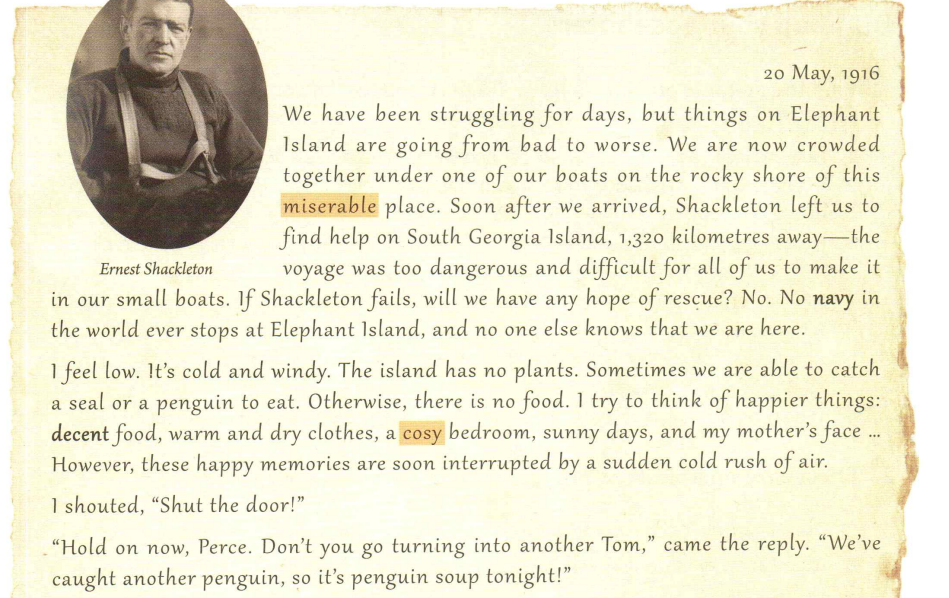 20 May, 1916
We have been struggling for days, but things on Elephant
Island are going from bad to worse. We are now crowded
together under one of our boats on the rocky shore of this
miserable place. Soon after we arrived, Shackleton left us to
find help on South Georgia Island, 1,320 kilometres away—the
Ernest Shackleton
voyage was too dangerous and difficult for all of us to make it
in our small boats. If Shackleton fails, will we have any hope of rescue? No. No navy in
the world ever stops at Elephant Island, and no one else knows that we are here.
I feel low. It's cold and windy. The island has no plants. Sometimes we are able to catch
a seal or a penguin to eat. Otherwise, there is no food. I try to think of happier things:
decent food, warm and dry clothes, a cosy bedroom, sunny days, and my mother's face ...
However, these happy memories are soon interrupted by a sudden cold rush of air.
I shouted, “Shut the door!”
“Hold on now, Perce. Don't you go turning into another Tom,” came the reply. “We've
caught another penguin, so it's penguin soup tonight!”